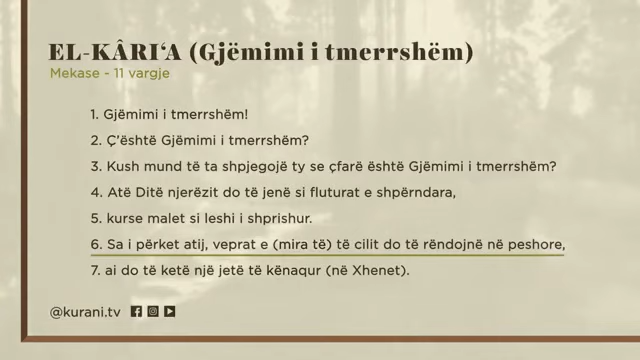 EL-KÂRI‘A (Gjëmimi i tmerrshëm)
Mekase - 11 vargje
1. Gjëmimi i tmerrshëm!
2. Ç'është Gjëmimi i tmerrshëm?
3. Kush mund të ta shpjegojë ty se çfarë është Gjëmimi i tmerrshëm?
4. Atë Ditë njerëzit do të jenë si fluturat e shpërndara,
5. kurse malet si leshi i shprishur.
6. Sa i përket atij, veprat e (mira të) të cilit do të rëndojnë në peshore,
7. ai do të ketë një jetë të kënaqur (në Xhenet).
@kurani.tv